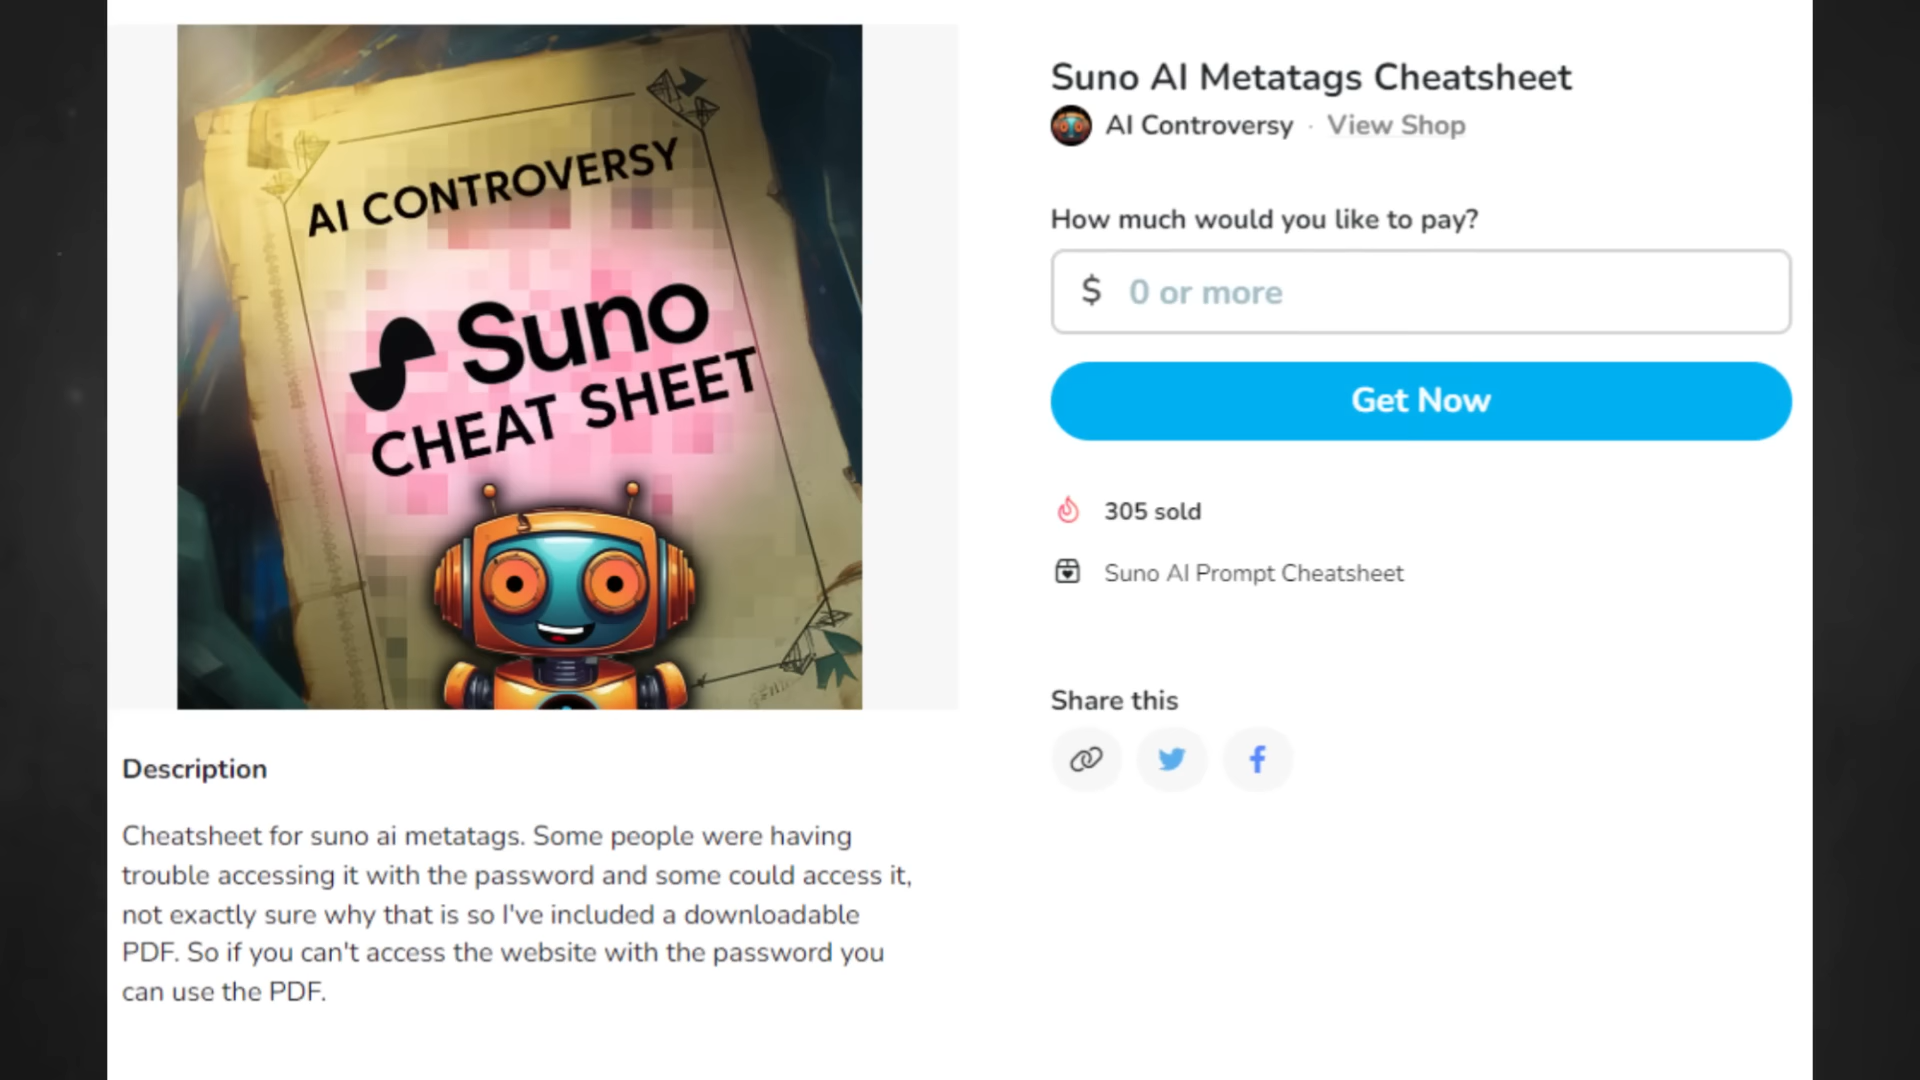 AI CONTROVERSY
Suno
CHEAT SHEET
Suno AI Metatags Cheatsheet
AI Controversy · View Shop
How much would you like to pay?
$ 0 or more
Get Now
305 sold
Suno AI Prompt Cheatsheet
Share this
Description
Cheatsheet for suno ai metatags. Some people were having
trouble accessing it with the password and some could access it,
not exactly sure why that is so I've included a downloadable
PDF. So if you can't access the website with the password you
can use the PDF.